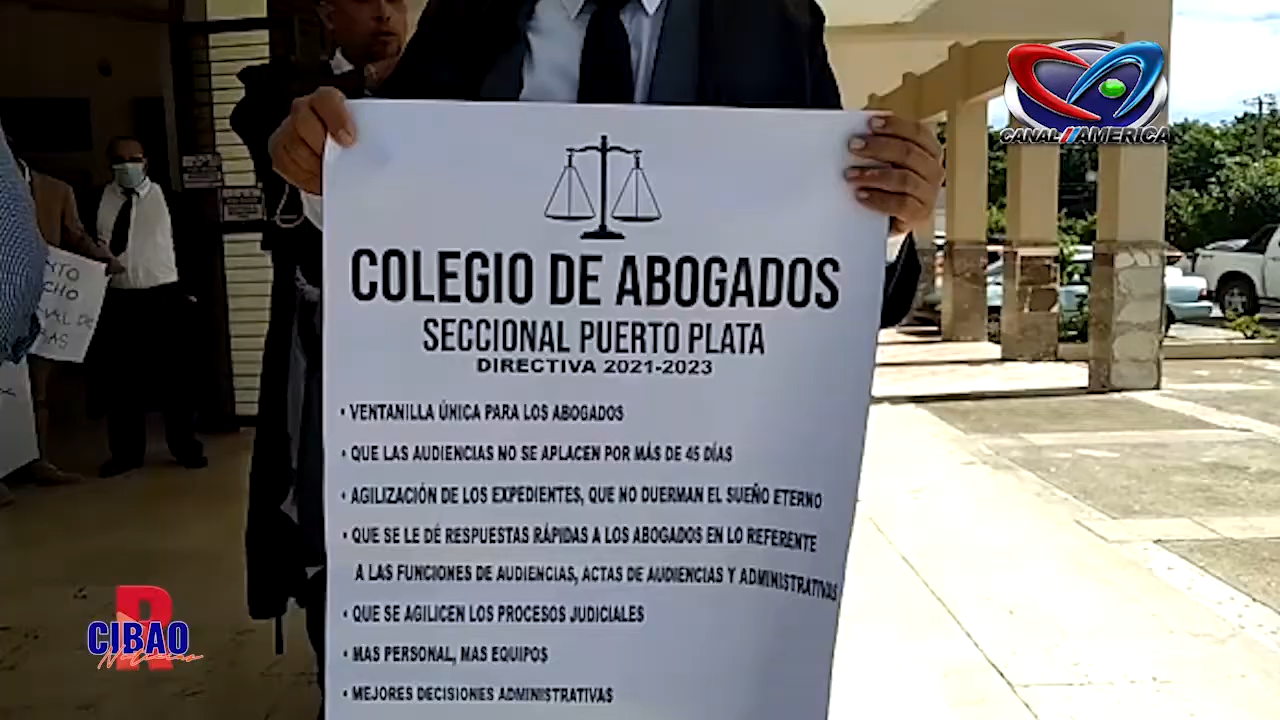 CANAL AMERICA
COLEGIO DE ABOGADOS
SECCIONAL PUERTO PLATA
DIRECTIVA 2021-2023
• VENTANILLA ÚNICA PARA LOS ABOGADOS
• QUE LAS AUDIENCIAS NO SE APLACEN POR MÁS DE 45 DÍAS
• AGILIZACIÓN DE LOS EXPEDIENTES, QUE NO DUERMAN EL SUEÑO ETERNO
• QUE SE LE DÉ RESPUESTAS RÁPIDAS A LOS ABOGADOS EN LO REFERENTE
A LAS FUNCIONES DE AUDIENCIAS, ACTAS DE AUDIENCIAS Y ADMINISTRATIVAS
• QUE SE AGILICEN LOS PROCESOS JUDICIALES
• MAS PERSONAL, MAS EQUIPOS
• MEJORES DECISIONES ADMINISTRATIVAS
R
CIBAO
Noticias